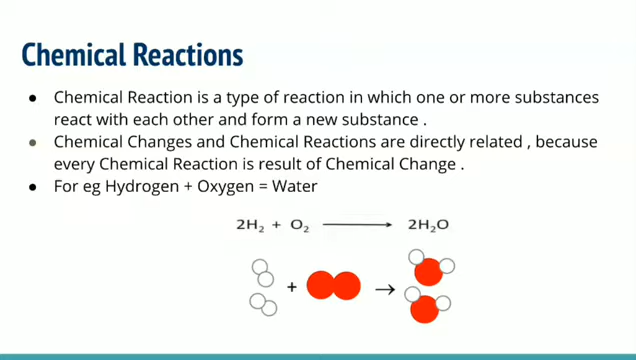 Chemical Reactions
● Chemical Reaction is a type of reaction in which one or more substances
react with each other and form a new substance .
● Chemical Changes and Chemical Reactions are directly related , because
every Chemical Reaction is result of Chemical Change .
● For eg Hydrogen + Oxygen = Water
2H₂ + O₂ ⟶ 2H₂O
+ →